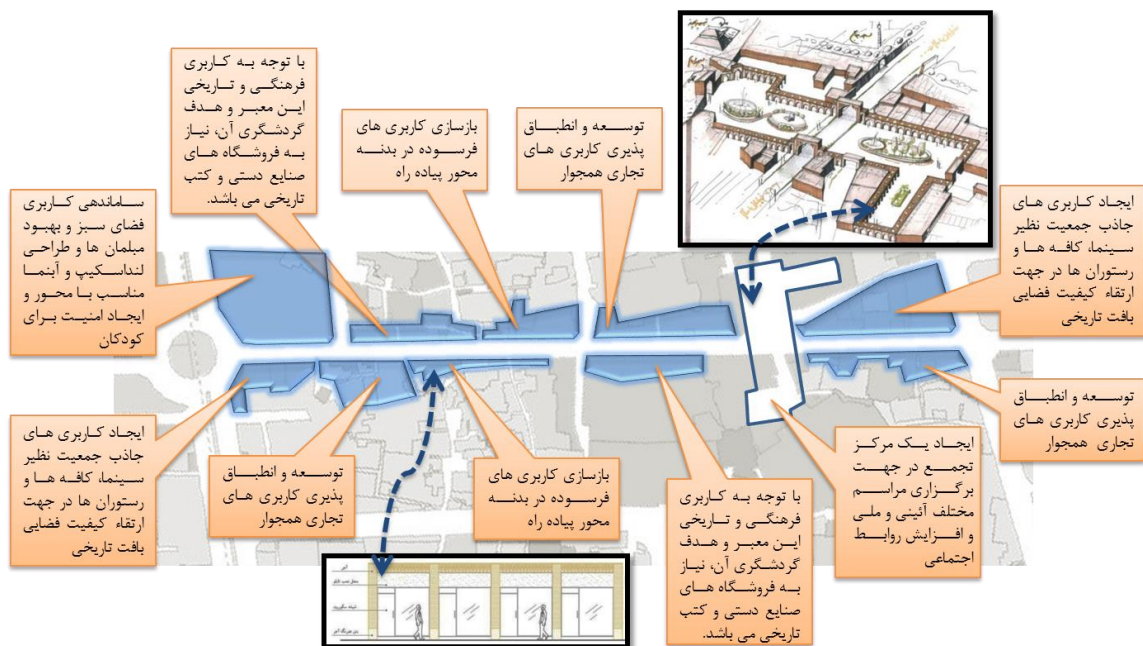 با توجه به کاربری
فرهنگی و تاریخی
این معبر و هدف
گردشگری آن، نیاز
به فروشگاه های
صنایع دستی و کتب
تاریخی می باشد.
بازسازی کاربری های
فرسوده در بدنه
محور پیاده راه
توسعه و انطباق
پذیری کاربری های
تجاری همجوار
ایجاد کاربری های
جاذب جمعیت نظیر
سینما، کافه ها و
رستوران ها در جهت
ارتقاء کیفیت فضایی
بافت تاریخی
ساماندهی کاربری
فضای سبز و بهبود
مبلمان ها و طراحی
لنداسکیپ و آبنما
مناسب با محور و
ایجاد امنیت برای
کودکان
توسعه و انطباق
پذیری کاربری های
تجاری همجوار
ایجاد یک مرکز
تجمع در جهت
برگزاری مراسم
مختلف آئینی و ملی
و افزایش روابط
اجتماعی
با توجه به کاربری
فرهنگی و تاریخی
این معبر و هدف
گردشگری آن، نیاز
به فروشگاه های
صنایع دستی و کتب
تاریخی می باشد.
بازسازی کاربری های
فرسوده در بدنه
محور پیاده راه
توسعه و انطباق
پذیری کاربری های
تجاری همجوار
ایجاد کاربری های
جاذب جمعیت نظیر
سینما، کافه ها و
رستوران ها در جهت
ارتقاء کیفیت فضایی
بافت تاریخی
آجر
محل نصب تابلو
شیشه سکوریت